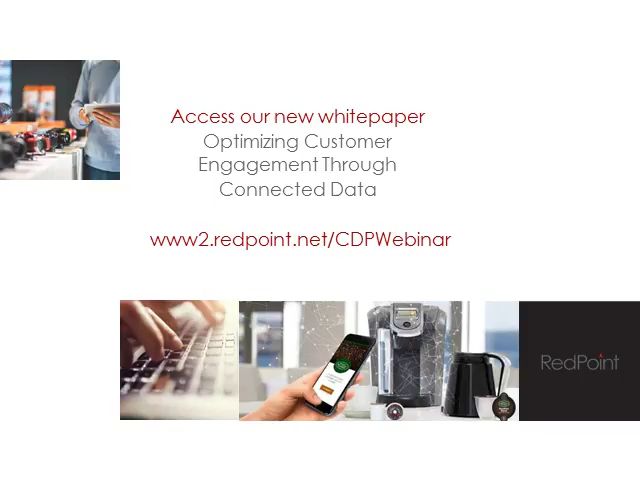 Access our new whitepaper
Optimizing Customer
Engagement Through
Connected Data
www2.redpoint.net/CDPWebinar
RedPoint